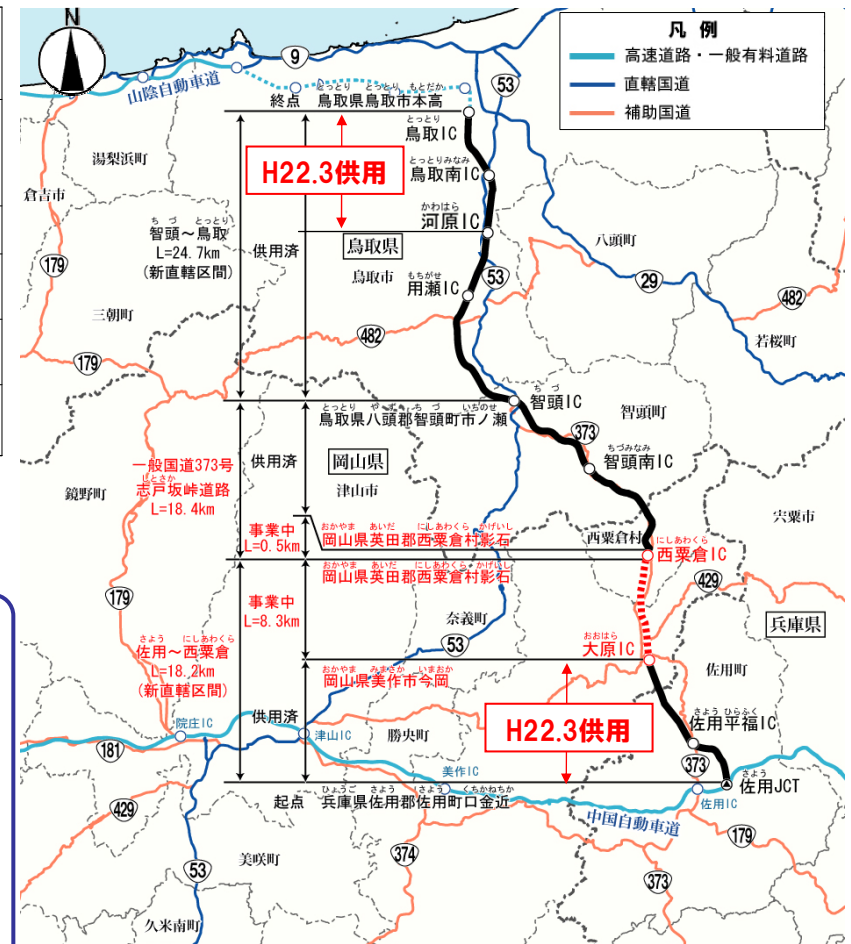 N
凡 例
高速道路・一般有料道路
直轄国道
補助国道
9
53
山陰自動車道
とっとり とっとり もとだか
終点 鳥取県鳥取市本高
とっとり
鳥取IC
H22.3供用
とっとりみなみ
鳥取南IC
湯梨浜町
倉吉市
かわはら
河原IC
ち づ とっとり
智頭～鳥取
L=24.7km
(新直轄区間)
供用済
鳥取県
八頭町
179
鳥取市
53
もちがせ
用瀬IC
29
482
三朝町
482
若桜町
179
ち づ
智頭IC
とっとり や ず ち づ いちのせ
鳥取県八頭郡智頭町市ノ瀬
智頭町
373
ちづみなみ
智頭南IC
一般国道373号
しとさか
志戸坂峠道路
L=18.4km
供用済
岡山県
津山市
鏡野町
宍粟市
事業中
L=0.5km
おかやま あいだ にしあわくら かげいし
岡山県英田郡西粟倉村影石
西粟倉村
にしあわくら
西粟倉IC
おかやま あいだ にしあわくら かげいし
岡山県英田郡西粟倉村影石
429
179
事業中
L=8.3km
奈義町
53
兵庫県
さよう にしあわくら
佐用～西粟倉
L=18.2km
(新直轄区間)
おおはら
大原IC
おかやま みまさか いまおか
岡山県美作市今岡
佐用町
供用済
H22.3供用
さよう ひらふく
佐用平福IC
院庄IC
津山IC
勝央町
181
373
美作IC
さよう
佐用JCT
佐用IC
ひょうご さよう さよう くちかねちか
起点 兵庫県佐用郡佐用町口金近
中国自動車道
429
179
374
美咲町
53
373
久米南町